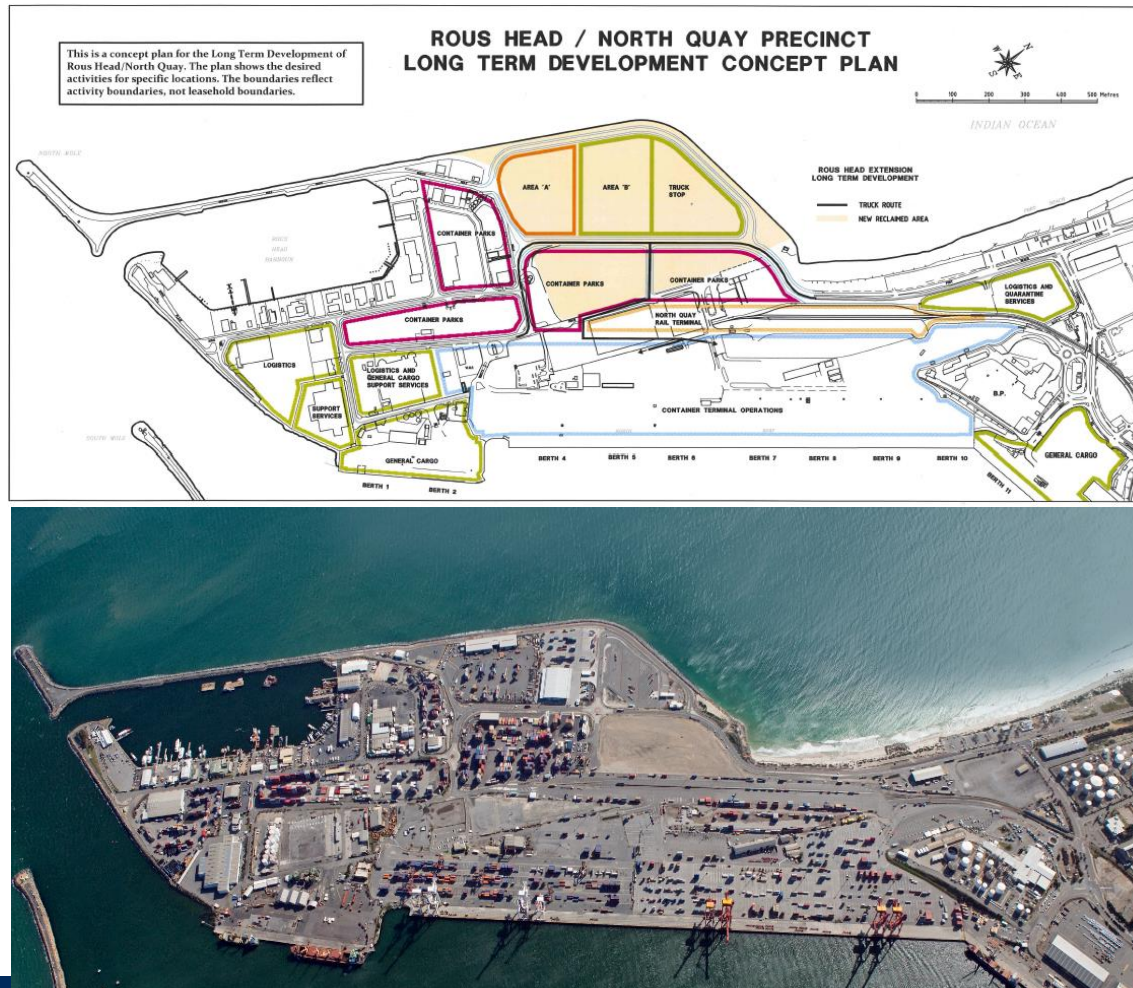 ROUS HEAD / NORTH QUAY PRECINCT
LONG TERM DEVELOPMENT CONCEPT PLAN
This is a concept plan for the Long Term Development of
Rous Head/North Quay. The plan shows the desired
activities for specific locations. The boundaries reflect
activity boundaries, not leasehold boundaries.
N
S
E
0 100 200 300 400 500 Metres
INDIAN OCEAN
NORTH MOLE
ROUS HEAD EXTENSION
LONG TERM DEVELOPMENT
TRUCK ROUTE
NEW RECLAIMED AREA
AREA 'A'
AREA 'B'
TRUCK
STOP
CONTAINER PARKS
ROUS
HEAD
HARBOUR
CONTAINER PARKS
CONTAINER PARKS
CONTAINER PARKS
LOGISTICS AND
QUARANTINE
SERVICES
NORTH QUAY
RAIL TERMINAL
LOGISTICS
LOGISTICS AND
GENERAL CARGO
SUPPORT SERVICES
SUPPORT
SERVICES
CONTAINER TERMINAL OPERATIONS
B.P.
SOUTH MOLE
GENERAL CARGO
GENERAL CARGO
BERTH 1
BERTH 2
BERTH 4
BERTH 5
BERTH 6
BERTH 7
BERTH 8
BERTH 9
BERTH 10
BERTH 11